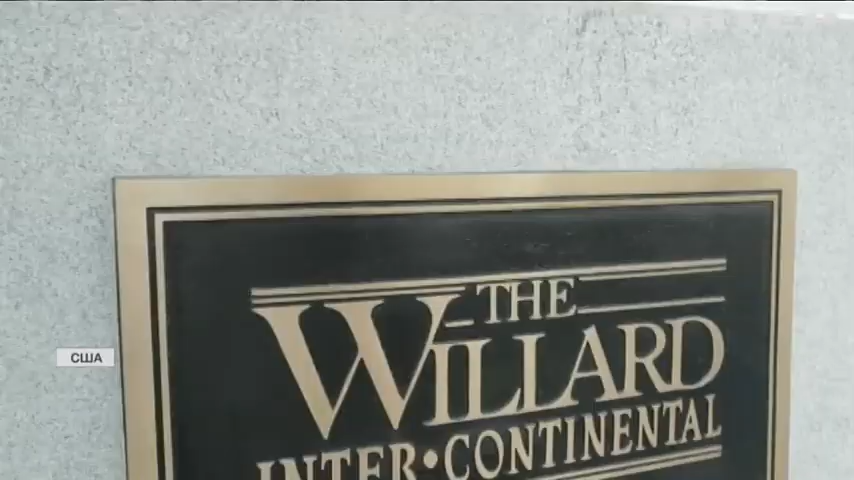 THE
WILLARD
INTER·CONTINENTAL
США